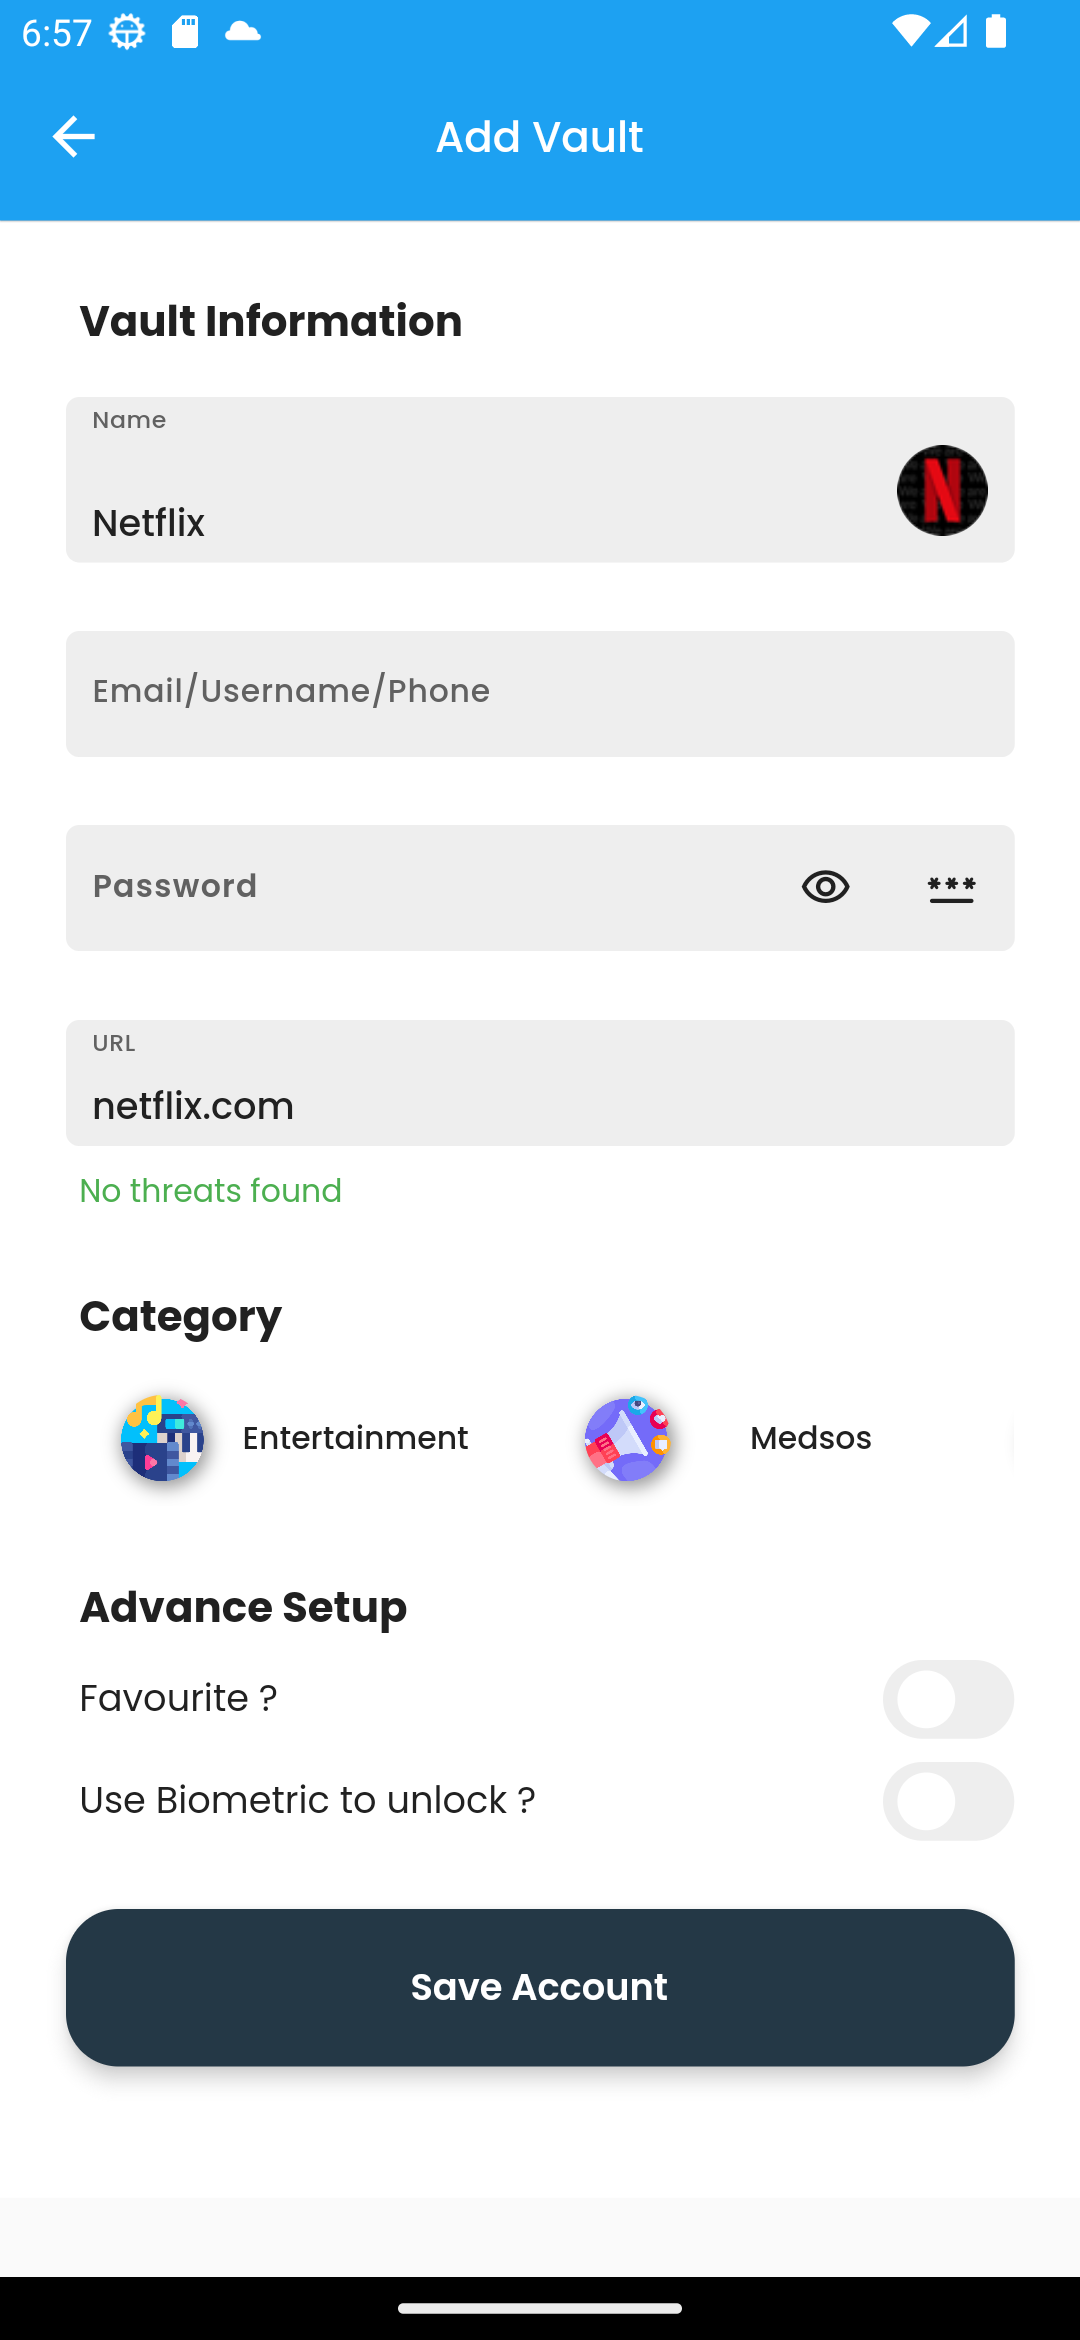 6:57
Add Vault
Vault Information
Name
Netflix
N
Email/Username/Phone
Password
***
URL
netflix.com
No threats found
Category
Entertainment
Medsos
Advance Setup
Favourite ?
Use Biometric to unlock ?
Save Account